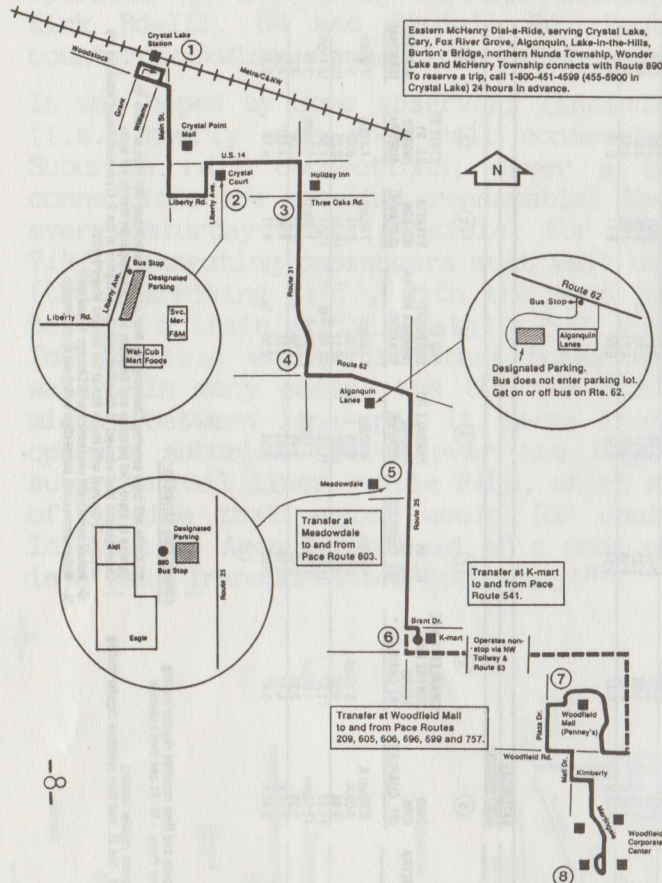 Eastern McHenry Dial-a-Ride, serving Crystal Lake,
Cary, Fox River Grove, Algonquin, Lake-in-the-Hills,
Burton's Bridge, northern Nunda Township, Wonder
Lake and McHenry Township connects with Route 890.
To reserve a trip, call 1-800-451-4599 (455-5900 in
Crystal Lake) 24 hours in advance.
Crystal Lake
Station
1
Woodstock
Metra/C&NW
Grant
Williams
Main St.
Crystal Point
Mall
U.S. 14
N
Crystal
Court
Holiday Inn
Liberty Rd.
Liberty Ave.
2
3
Three Oaks Rd.
Bus Stop
Liberty Ave.
Designated
Parking
Liberty Rd.
Svc.
Mer.
F&M
Wal-
Mart
Cub
Foods
Route 31
Route 62
Bus Stop
Algonquin
Lanes
Designated Parking.
Bus does not enter parking lot.
Get on or off bus on Rte. 62.
4
Route 62
Algonquin
Lanes
5
Meadowdale
Route 25
Designated
Parking
Aldi
890
Bus Stop
Eagle
Route 25
Transfer at
Meadowdale
to and from
Pace Route 803.
Transfer at K-mart
to and from Pace
Route 541.
Brant Dr.
6
K-mart
Operates non-
stop via NW
Tollway &
Route 53
7
Transfer at Woodfield Mall
to and from Pace Routes
209, 605, 606, 696, 699 and 757.
Plaza Dr.
Woodfield
Mall
(Penney's)
Woodfield Rd.
Mall Dr.
Kimberly
Martingale
Woodfield
Corporate
Center
8
-8-